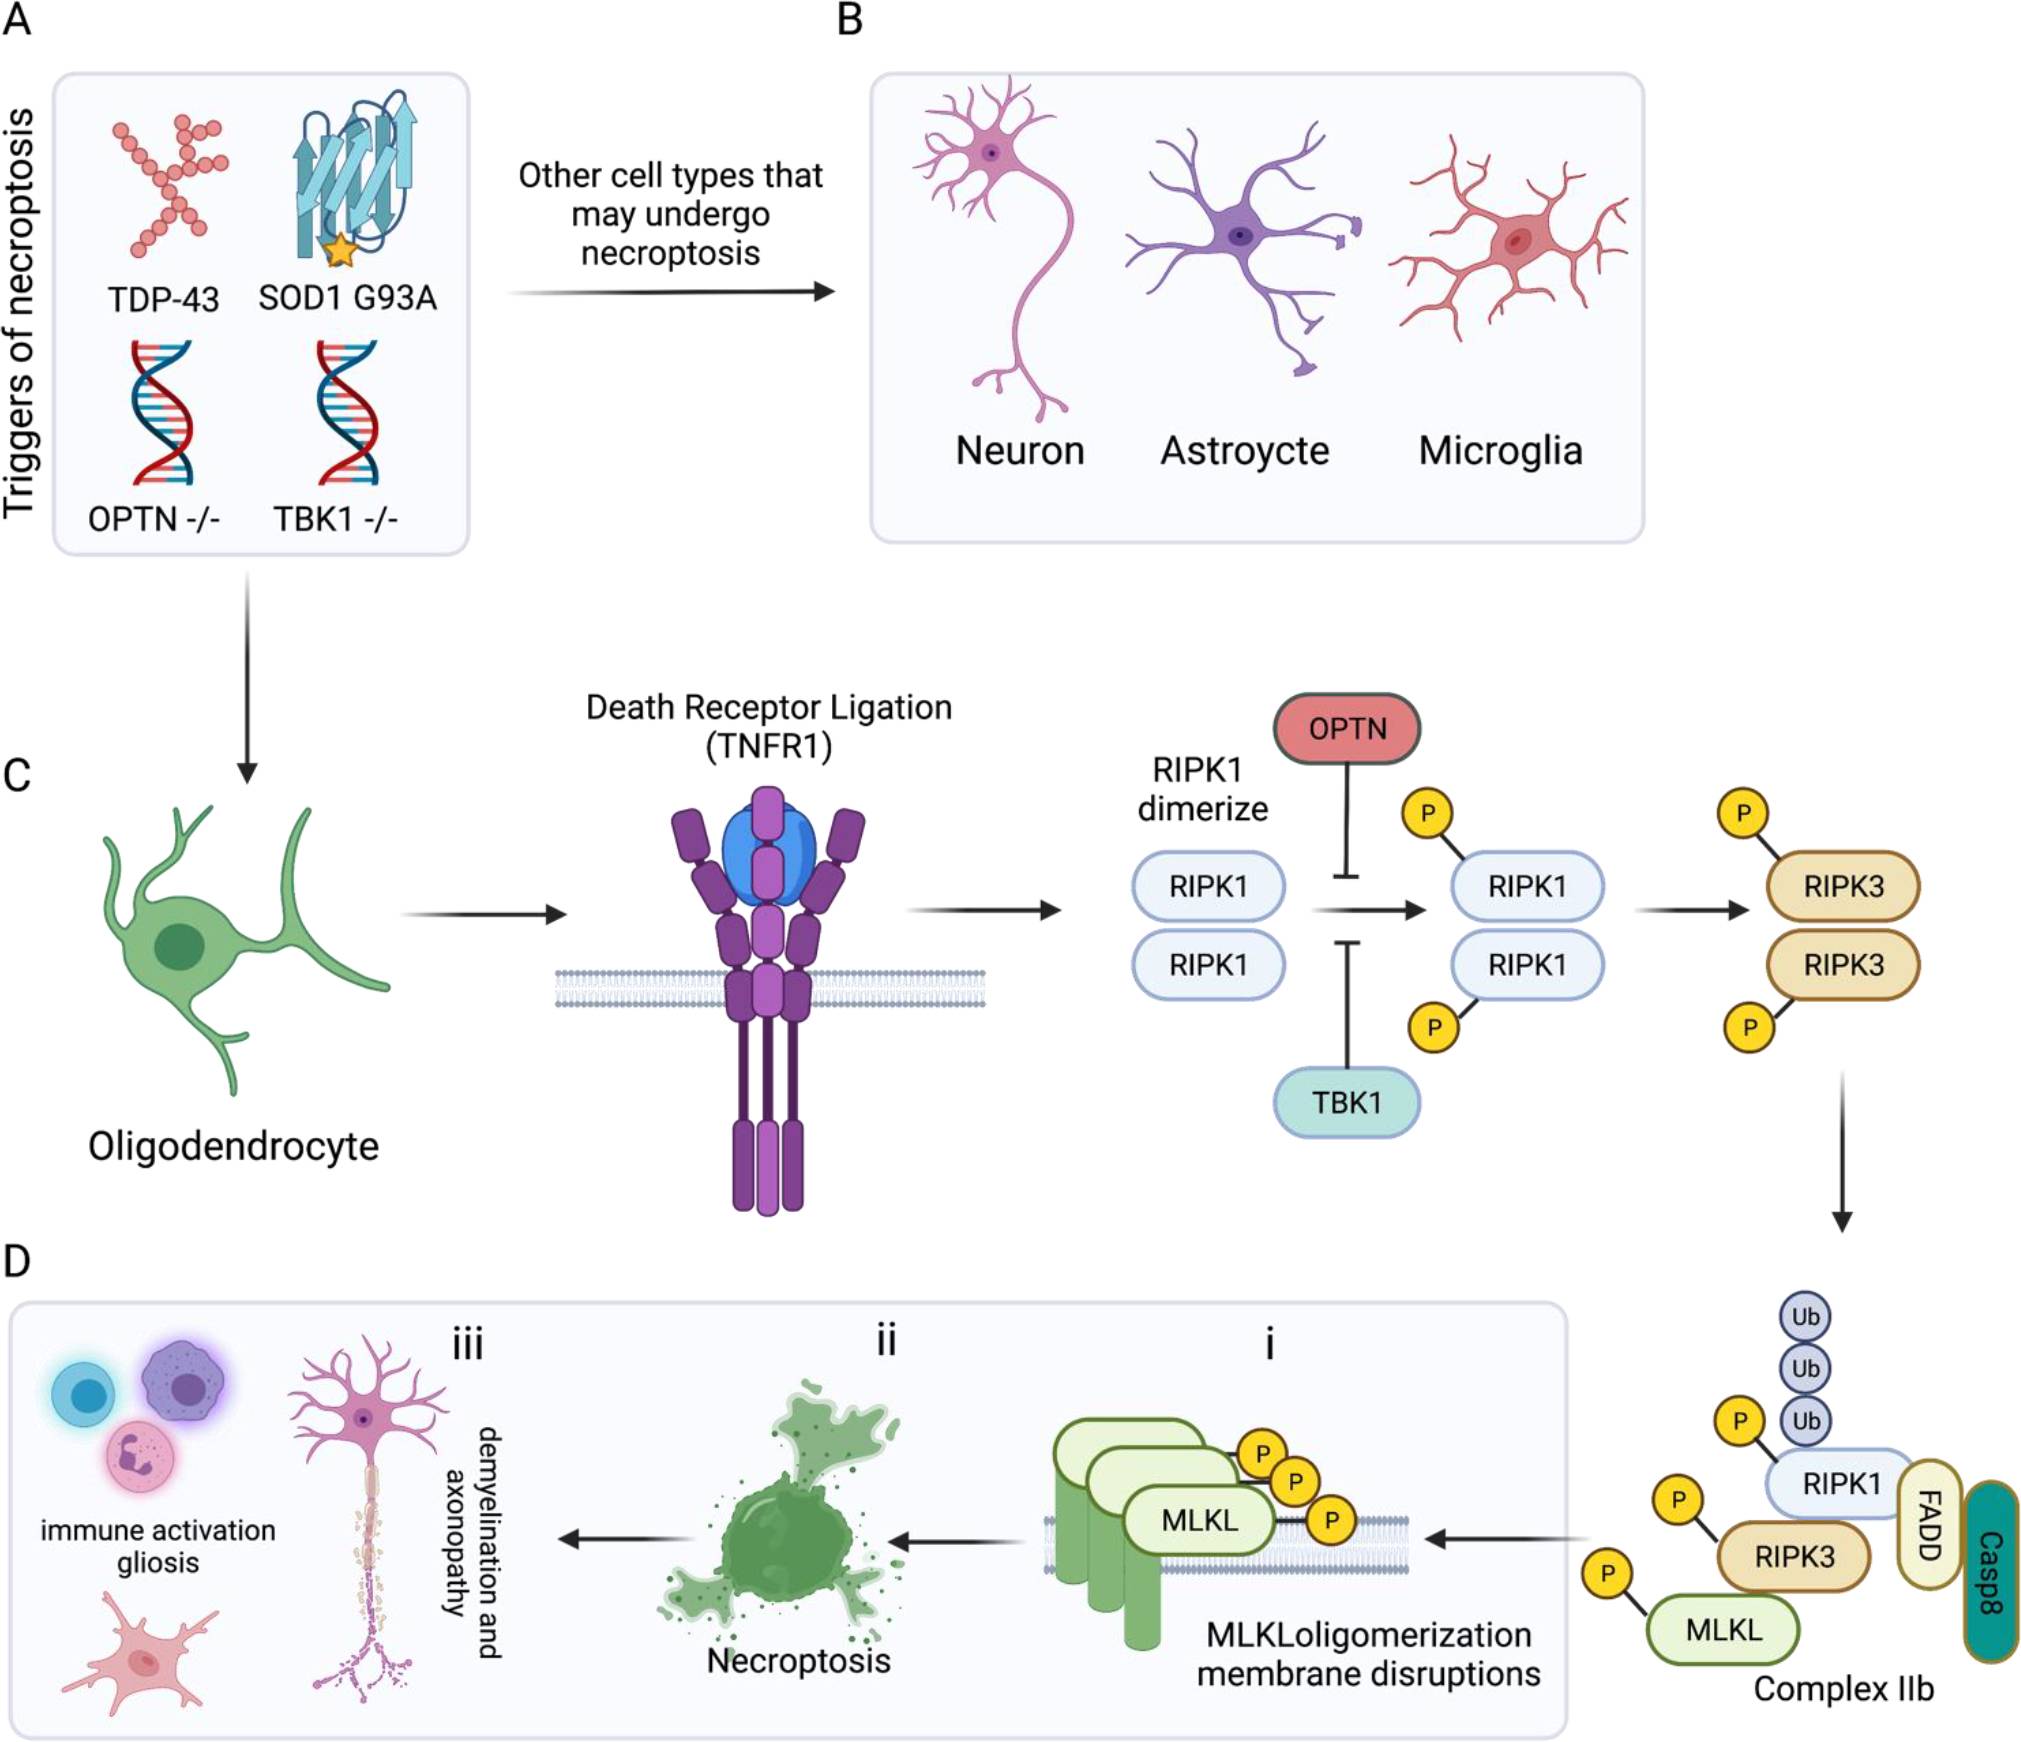 A
B
Triggers of necroptosis
TDP-43
SOD1 G93A
OPTN -/-
TBK1 -/-
Other cell types that
may undergo
necroptosis
Neuron
Astroycte
Microglia
C
Oligodendrocyte
Death Receptor Ligation
(TNFR1)
RIPK1
dimerize
RIPK1
RIPK1
OPTN
TBK1
P
RIPK1
RIPK1
P
P
RIPK3
RIPK3
P
D
iii
ii
i
immune activation
gliosis
demyelination and
axonopathy
Necroptosis
P
P
MLKL
P
MLKLoligomerization
membrane disruptions
Ub
Ub
Ub
P
RIPK1
P
RIPK3
P
MLKL
FADD
Casp8
Complex IIb